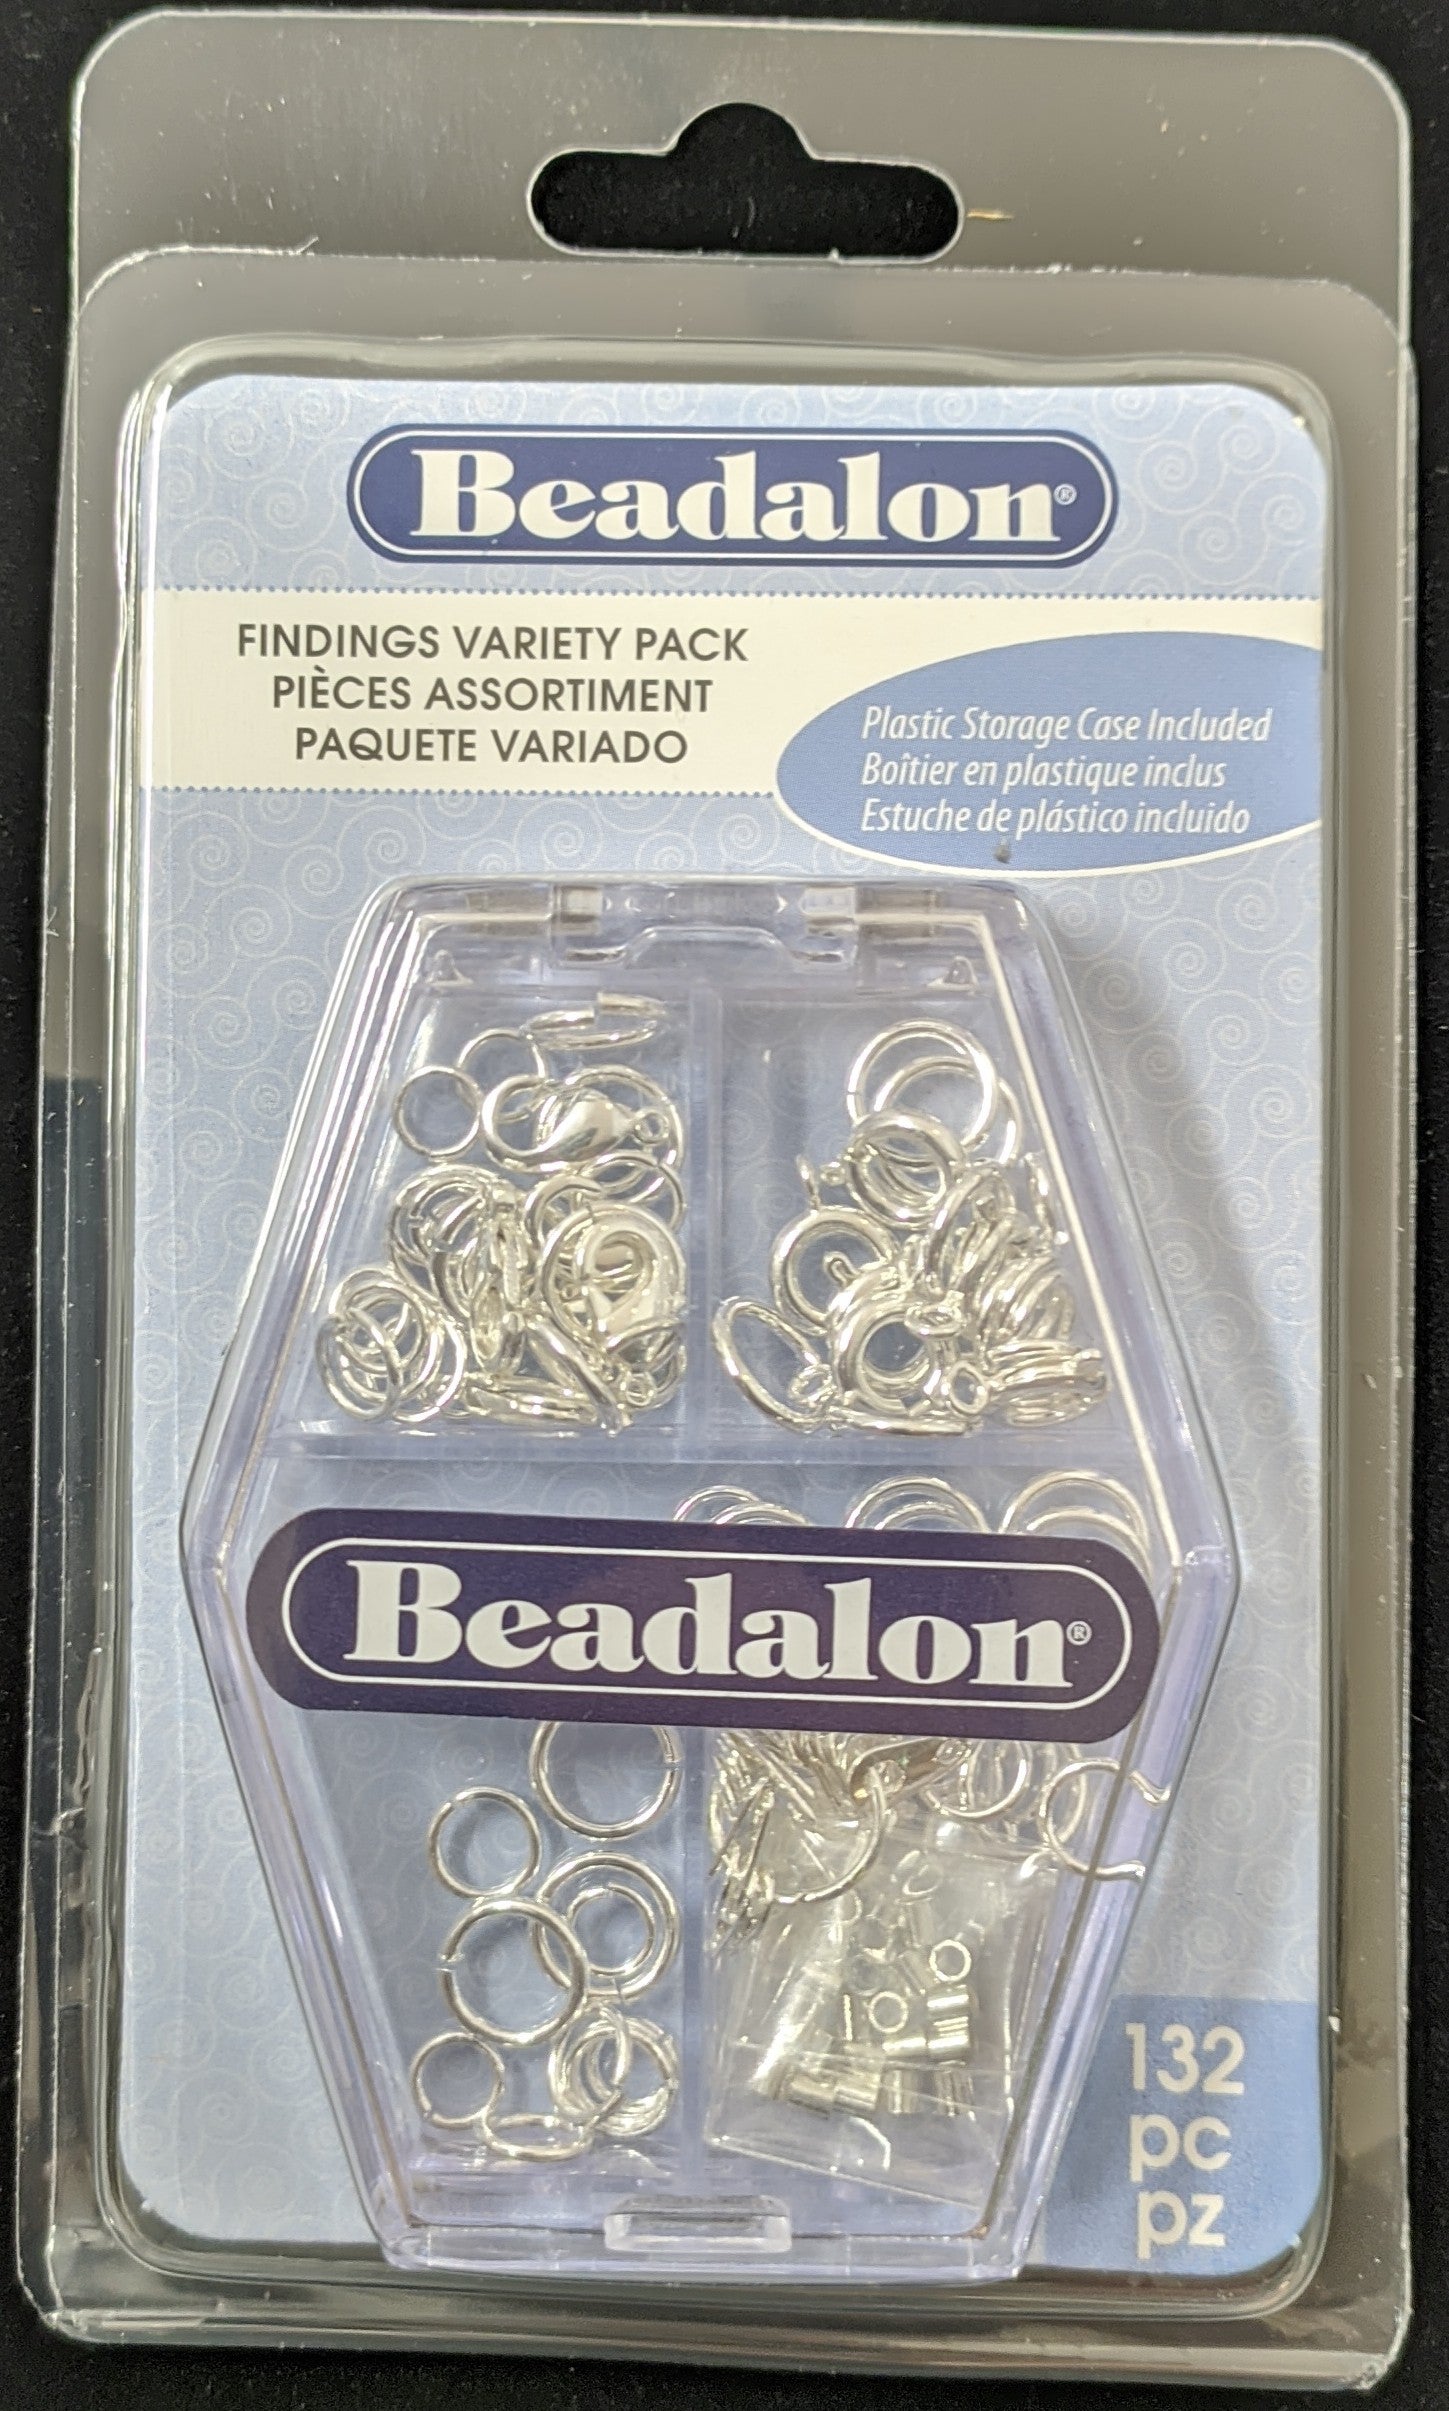 Beadalon®
FINDINGS VARIETY PACK
PIÈCES ASSORTIMENT
PAQUETE VARIADO
Plastic Storage Case Included
Boîtier en plastique inclus
Estuche de plástico incluido
Beadalon®
132
pc
pz